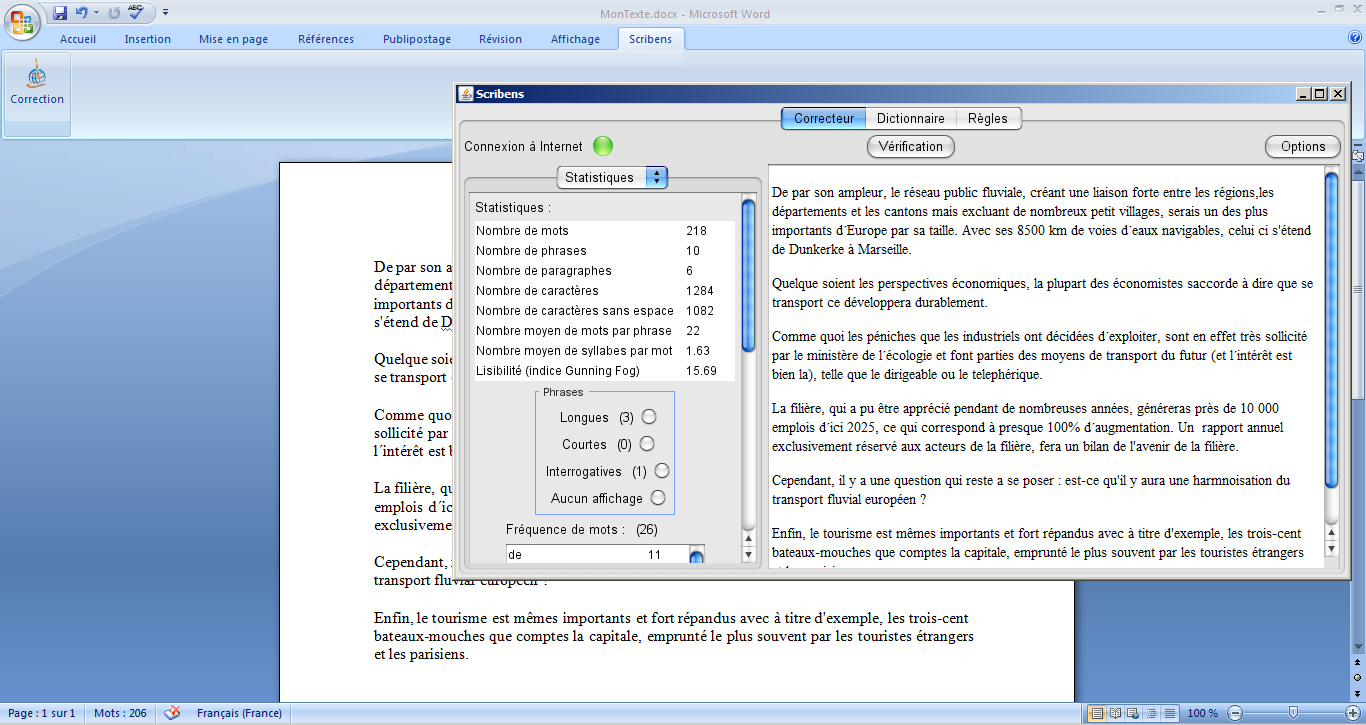 MonTexte.docx - Microsoft Word
ABC
Accueil Insertion Mise en page Références Publipostage Révision Affichage Scribens
Correction
Scribens
Correcteur Dictionnaire Règles
Connexion à Internet Vérification Options
Statistiques
Statistiques :
Nombre de mots 218
Nombre de phrases 10
Nombre de paragraphes 6
Nombre de caractères 1284
Nombre de caractères sans espace 1082
Nombre moyen de mots par phrase 22
Nombre moyen de syllabes par mot 1.63
Lisibilité (indice Gunning Fog) 15.69
Phrases
Longues (3)
Courtes (0)
Interrogatives (1)
Aucun affichage
Fréquence de mots : (26)
de 11
De par son ampleur, le réseau public fluviale, créant une liaison forte entre les régions,les
départements et les cantons mais excluant de nombreux petit villages, serais un des plus
importants d´Europe par sa taille. Avec ses 8500 km de voies d´eaux navigables, celui ci s'étend
de Dunkerke à Marseille.
Quelque soient les perspectives économiques, la plupart des économistes saccorde à dire que se
transport ce développera durablement.
Comme quoi les péniches que les industriels ont décidées d´exploiter, sont en effet très sollicité
par le ministère de l´écologie et font parties des moyens de transport du futur (et l´intérêt est
bien la), telle que le dirigeable ou le telephérique.
La filière, qui a pu être apprécié pendant de nombreuses années, généreras près de 10 000
emplois d´ici 2025, ce qui correspond à presque 100% d´augmentation. Un rapport annuel
exclusivement réservé aux acteurs de la filière, fera un bilan de l'avenir de la filière.
Cependant, il y a une question qui reste a se poser : est-ce qu'il y aura une harmnoisation du
transport fluvial européen ?
Enfin, le tourisme est mêmes importants et fort répandus avec à titre d'exemple, les trois-cent
bateaux-mouches que comptes la capitale, emprunté le plus souvent par les touristes étrangers
De par son a
département
importants d
s'étend de D
Quelque soie
se transport
Comme quo
sollicité par
l´intérêt est b
La filière, qu
emplois d´ic
exclusiveme
Cependant, i
transport fluvial européen ?
Enfin, le tourisme est mêmes importants et fort répandus avec à titre d'exemple, les trois-cent
bateaux-mouches que comptes la capitale, emprunté le plus souvent par les touristes étrangers
et les parisiens.
Page : 1 sur 1 Mots : 206 Français (France) 100 %